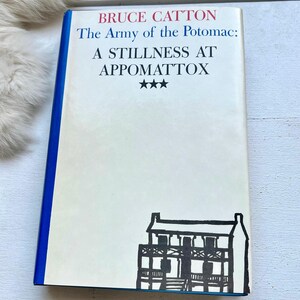 BRUCE CATTON
The Army of the Potomac:
A STILLNESS AT
APPOMATTOX
★★★